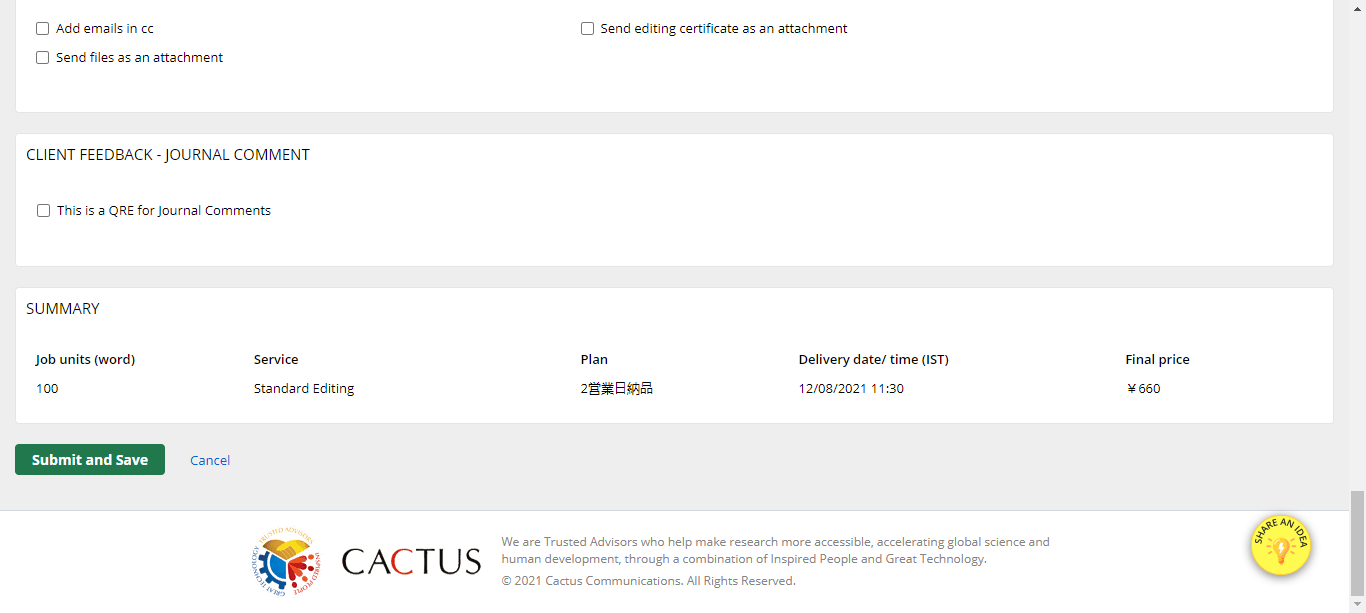 Add emails in cc
Send editing certificate as an attachment
Send files as an attachment
CLIENT FEEDBACK - JOURNAL COMMENT
This is a QRE for Journal Comments
SUMMARY
Job units (word) Service Plan Delivery date/ time (IST) Final price
100 Standard Editing 2営業日納品 12/08/2021 11:30 ￥660
Submit and Save Cancel
TRUSTED ADVISORS
INSPIRED PEOPLE
GREAT TECHNOLOGY
CACTUS
We are Trusted Advisors who help make research more accessible, accelerating global science and
human development, through a combination of Inspired People and Great Technology.
© 2021 Cactus Communications. All Rights Reserved.
SHARE AN IDEA